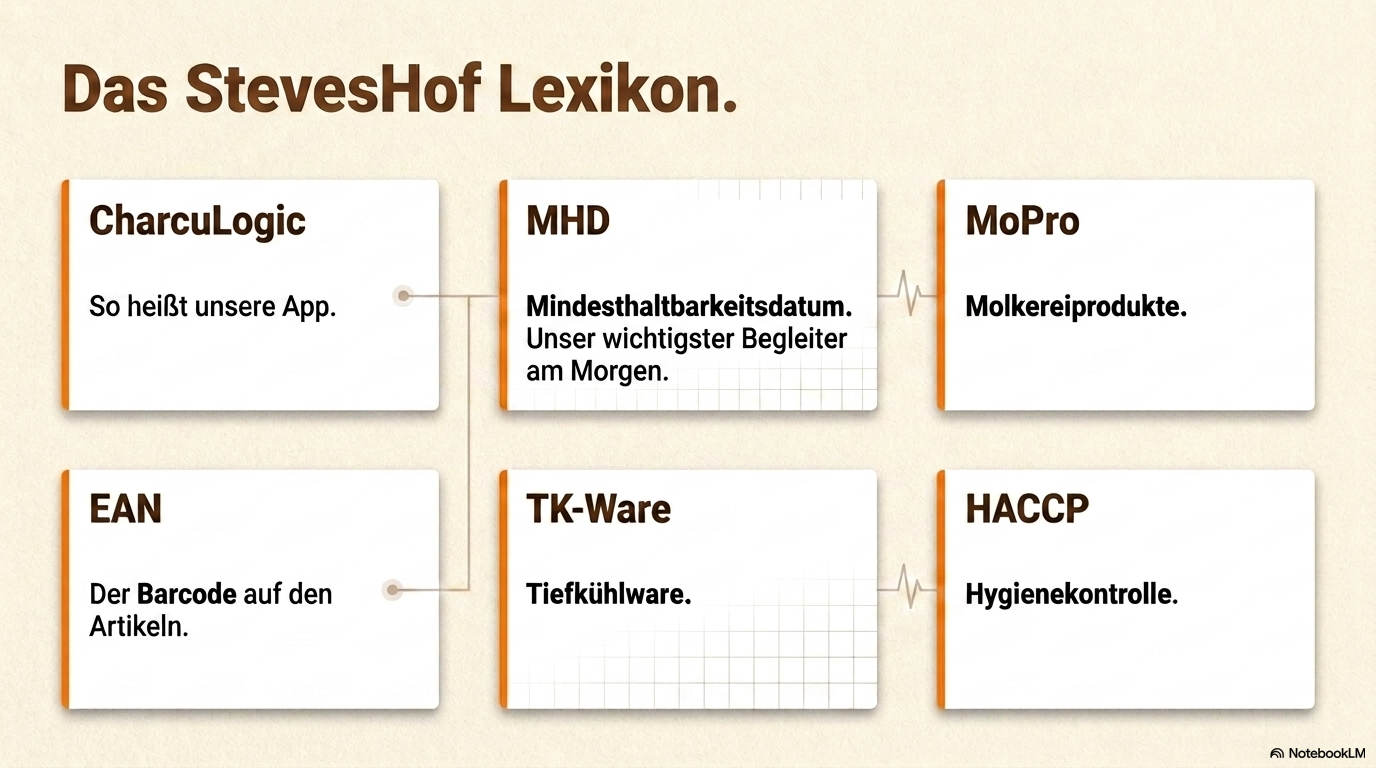 Das StevesHof Lexikon.
CharcuLogic
So heißt unsere App.
MHD
Mindesthaltbarkeitsdatum.
Unser wichtigster Begleiter
am Morgen.
MoPro
Molkereiprodukte.
EAN
Der Barcode auf den
Artikeln.
TK-Ware
Tiefkühlware.
HACCP
Hygienekontrolle.
NotebookLM